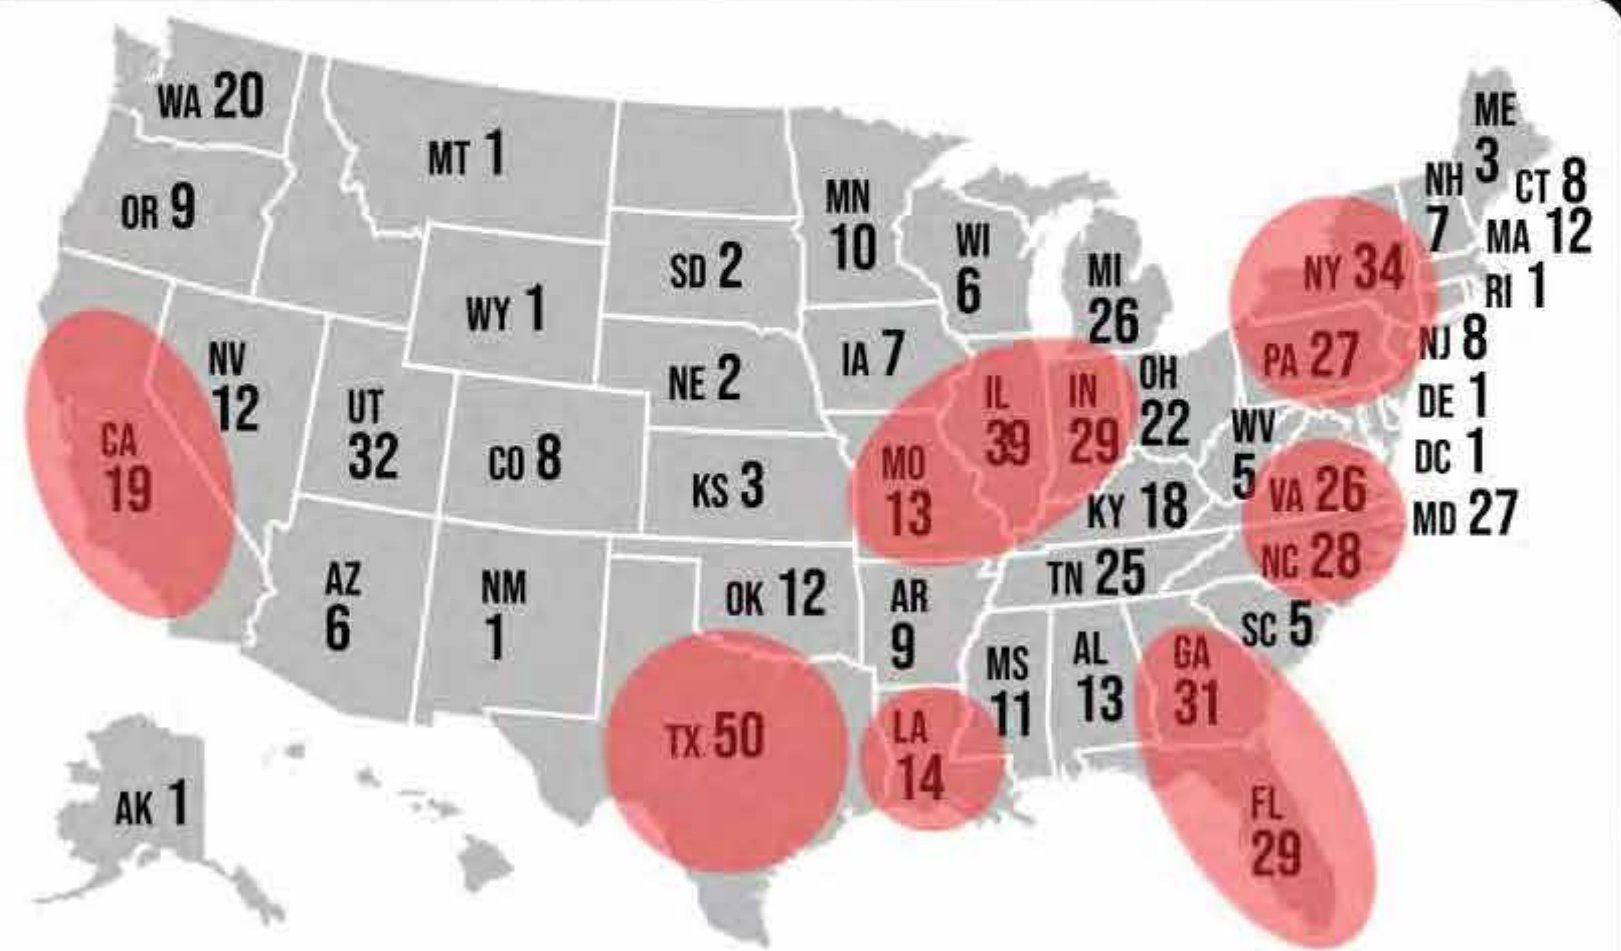 WA 20
OR 9
MT 1
WY 1
SD 2
NE 2
KS 3
NV
12
UT
32
CO 8
CA
19
AZ
6
NM
1
OK 12
TX 50
AK 1
MN
10
WI
6
IA 7
MI
26
IL
39
IN
29
OH
22
MO
13
KY 18
TN 25
AR
9
LA
14
MS
11
AL
13
GA
31
FL
29
SC 5
NC 28
VA 26
WV
5
PA 27
NY 34
ME
3
NH
7
CT 8
MA 12
RI 1
NJ 8
DE 1
DC 1
MD 27